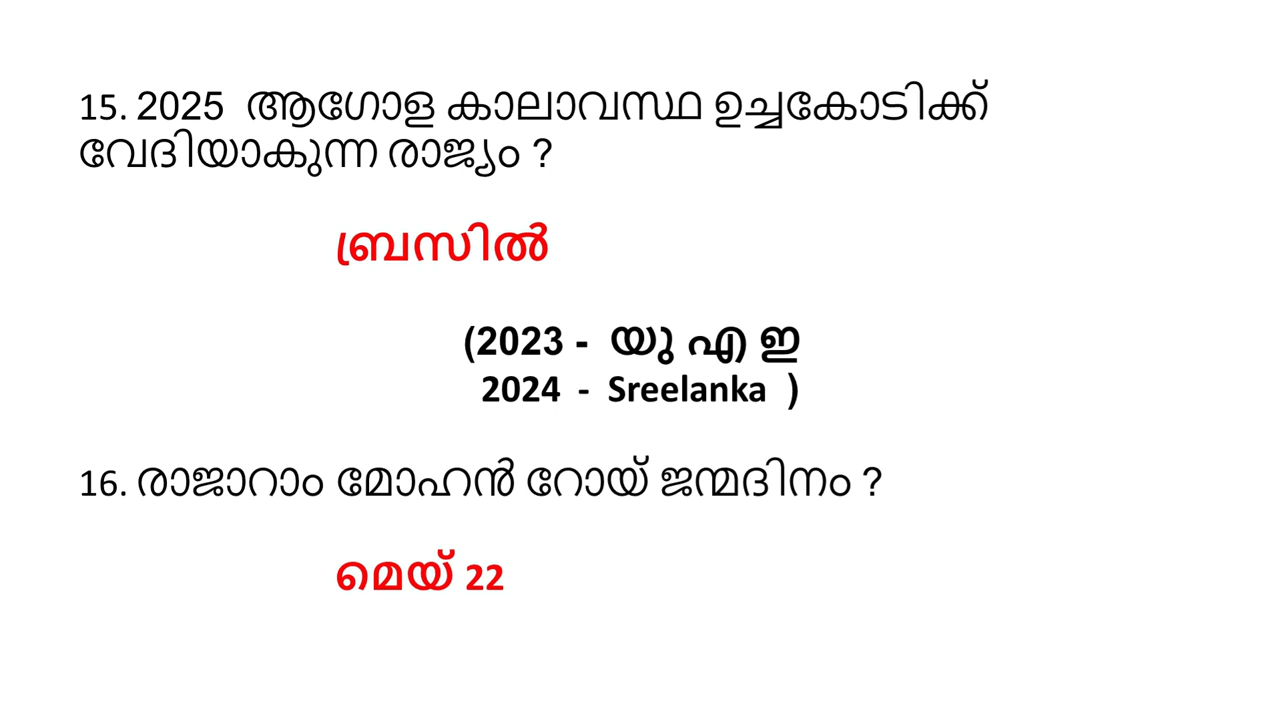 15. 2025 ആഗോള കാലാവസ്ഥ ഉച്ചകോടിക്ക്
വേദിയാകുന്ന രാജ്യം ?
ബ്രസിൽ
(2023 - യു എ ഇ
2024 - Sreelanka )
16. രാജാറാം മോഹൻ റോയ് ജന്മദിനം ?
മെയ് 22